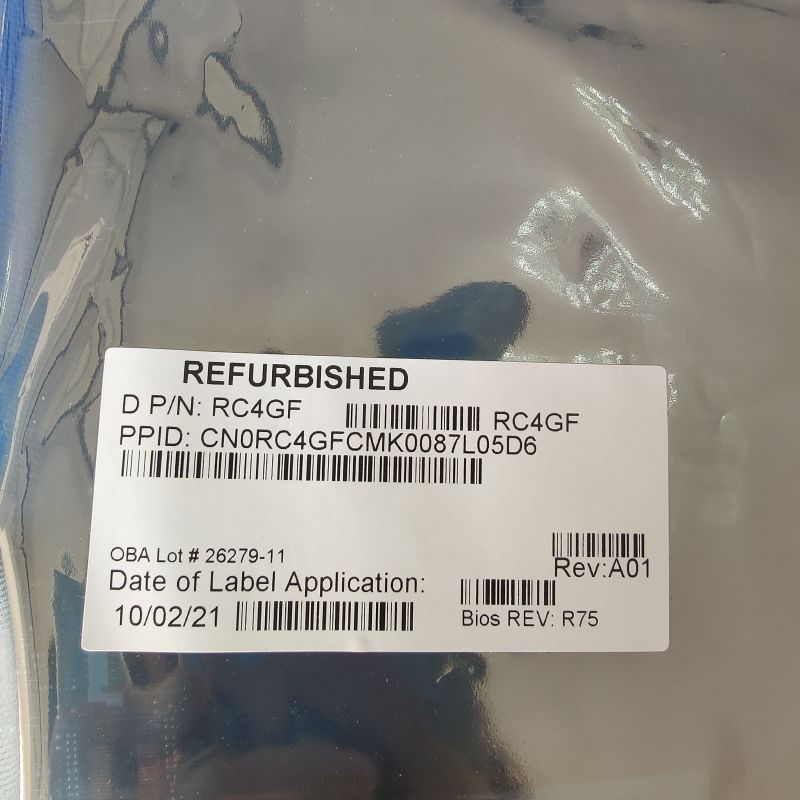 REFURBISHED
D P/N: RC4GF
RC4GF
PPID: CN0RC4GFCMK0087L05D6
OBA Lot # 26279-11
Rev:A01
Date of Label Application:
10/02/21
Bios REV: R75